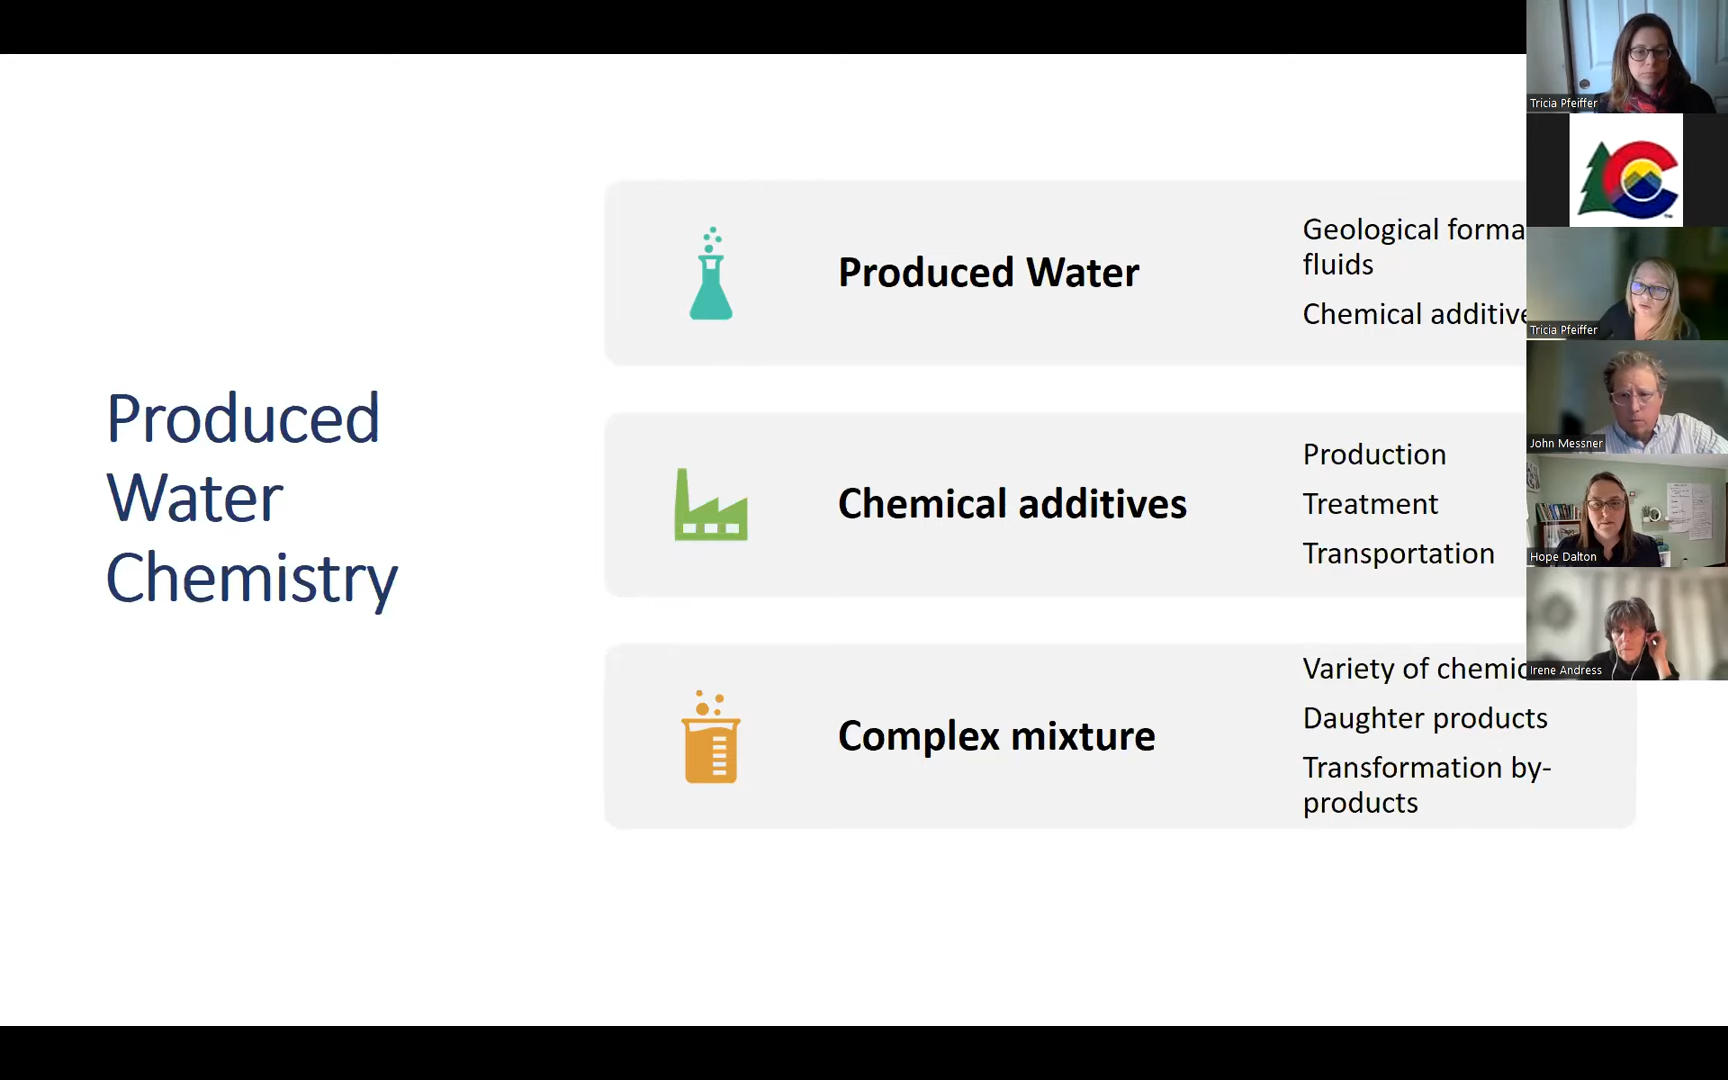 Produced
Water
Chemistry
Produced Water
Geological forma
fluids
Chemical additive
Chemical additives
Production
Treatment
Transportation
Complex mixture
Variety of chemic
Daughter products
Transformation by-
products
Tricia Pfeiffer
Tricia Pfeiffer
John Messner
Hope Dalton
Irene Andress